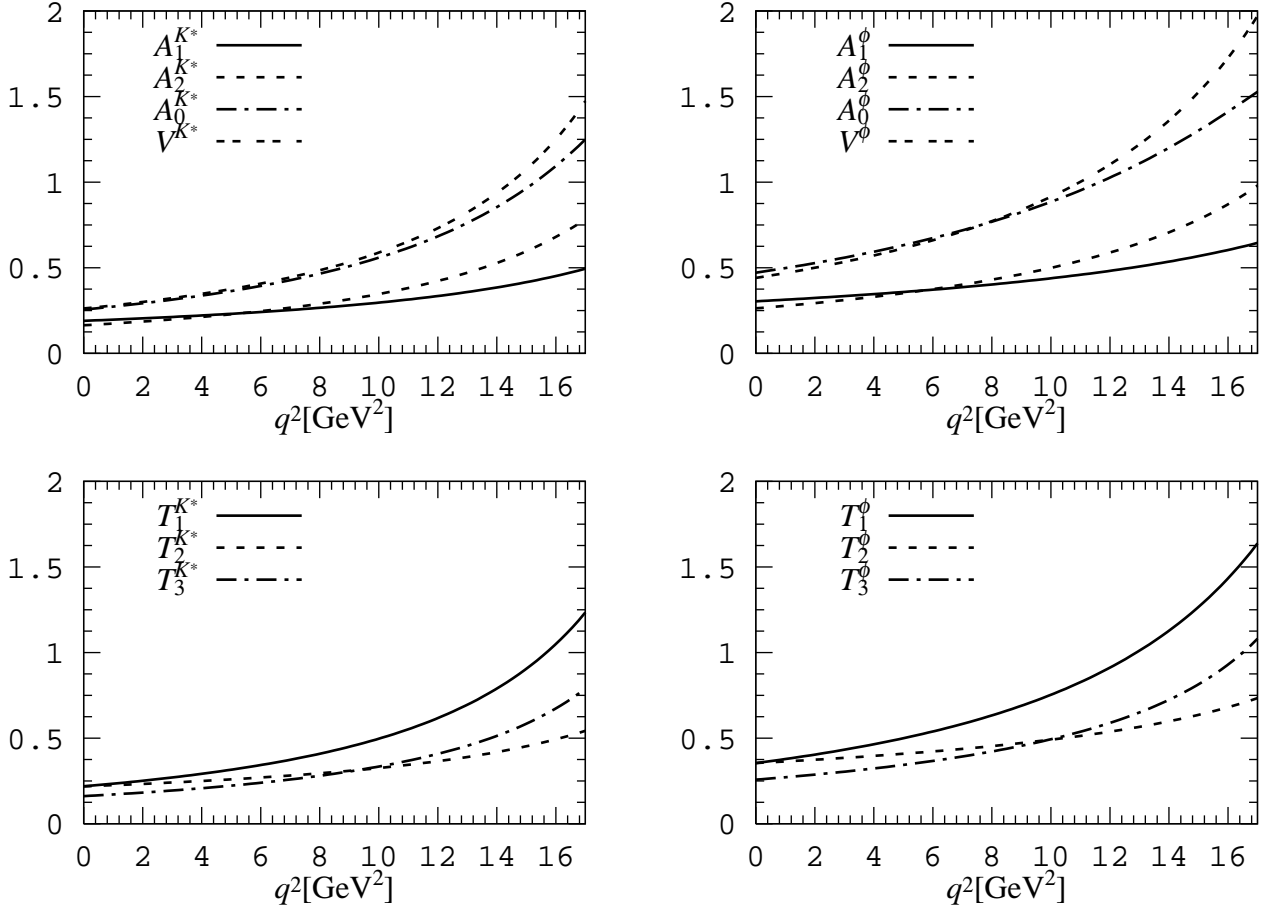 2
A₁^{K*}
A₂^{K*}
1.5
A₀^{K*}
V^{K*}
1
0.5
0
0 2 4 6 8 10 12 14 16
q²[GeV²]
2
A₁^ϕ
A₂^ϕ
1.5
A₀^ϕ
V^ϕ
1
0.5
0
0 2 4 6 8 10 12 14 16
q²[GeV²]
2
T₁^{K*}
T₂^{K*}
1.5
T₃^{K*}
1
0.5
0
0 2 4 6 8 10 12 14 16
q²[GeV²]
2
T₁^ϕ
T₂^ϕ
1.5
T₃^ϕ
1
0.5
0
0 2 4 6 8 10 12 14 16
q²[GeV²]